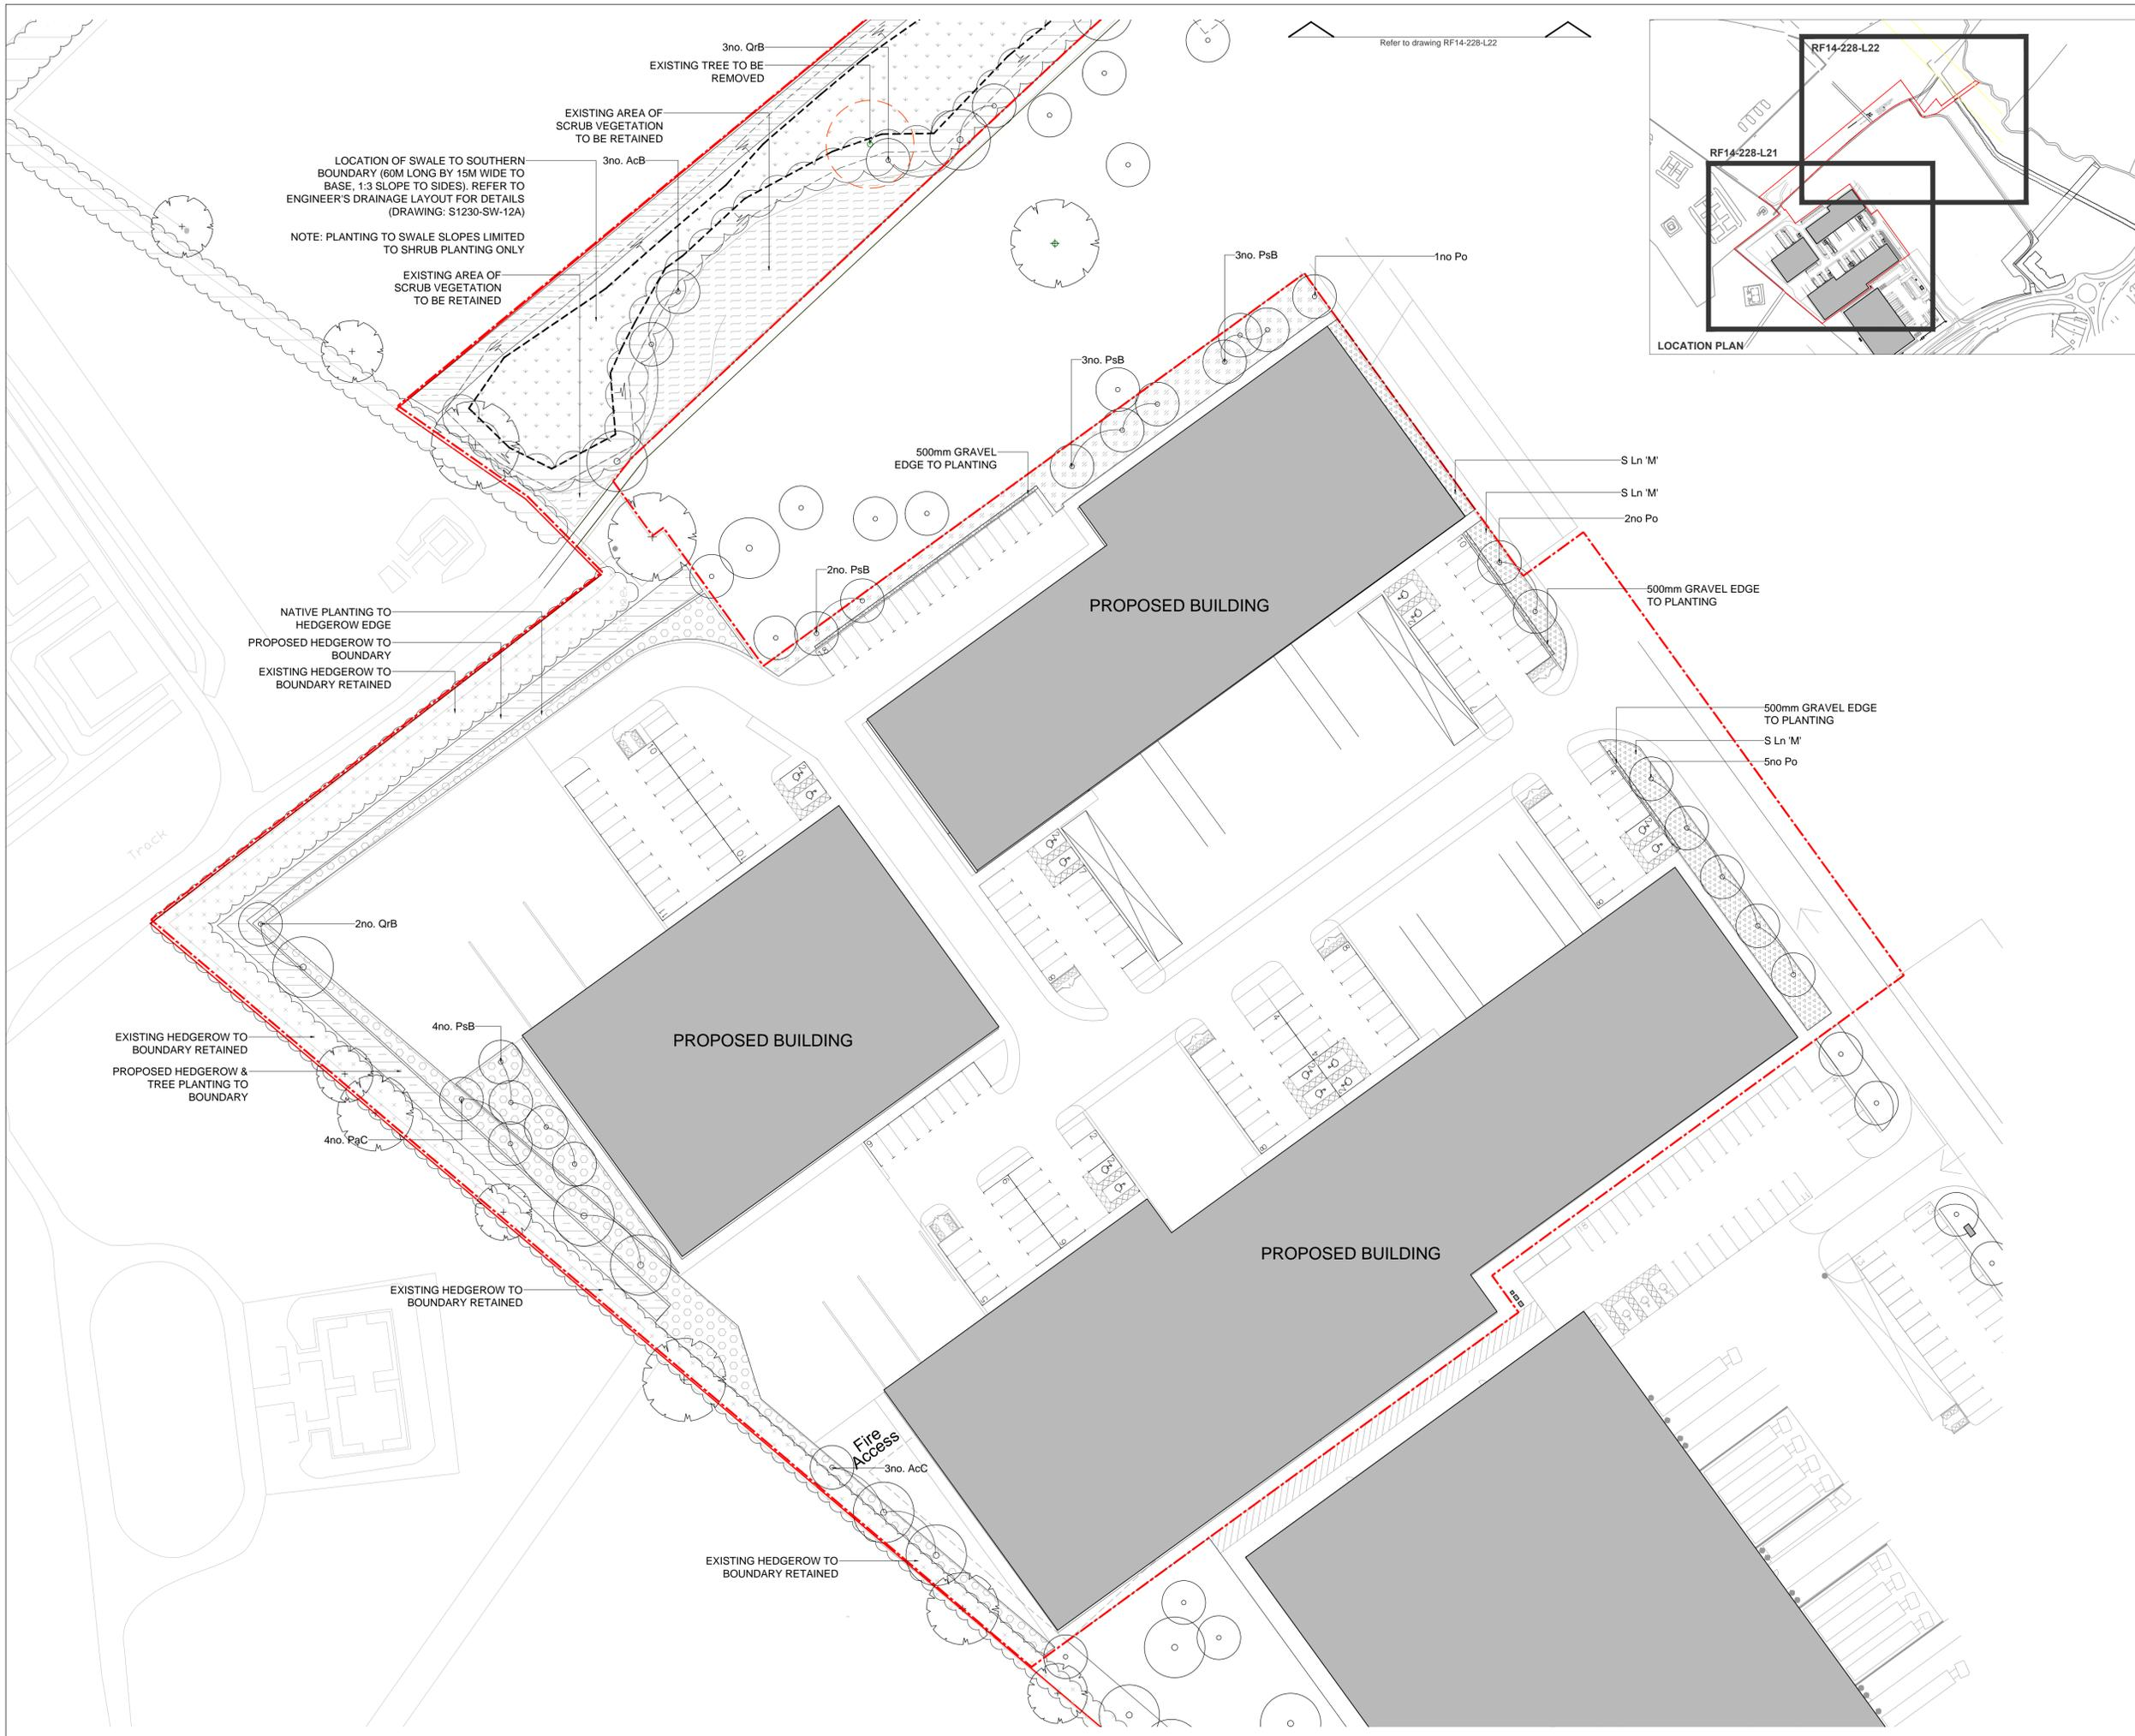 3no. QrB
EXISTING TREE TO BE
REMOVED
EXISTING AREA OF
SCRUB VEGETATION
TO BE RETAINED
3no. AcB
LOCATION OF SWALE TO SOUTHERN
BOUNDARY (60M LONG BY 15M WIDE TO
BASE, 1:3 SLOPE TO SIDES). REFER TO
ENGINEER'S DRAINAGE LAYOUT FOR DETAILS
(DRAWING: S1230-SW-12A)
NOTE: PLANTING TO SWALE SLOPES LIMITED
TO SHRUB PLANTING ONLY
EXISTING AREA OF
SCRUB VEGETATION
TO BE RETAINED
Refer to drawing RF14-228-L22
RF14-228-L22
RF14-228-L21
LOCATION PLAN
3no. PsB
1no Po
3no. PsB
500mm GRAVEL
EDGE TO PLANTING
S Ln 'M'
S Ln 'M'
2no Po
2no. PsB
PROPOSED BUILDING
500mm GRAVEL EDGE
TO PLANTING
NATIVE PLANTING TO
HEDGEROW EDGE
PROPOSED HEDGEROW TO
BOUNDARY
EXISTING HEDGEROW TO
BOUNDARY RETAINED
500mm GRAVEL EDGE
TO PLANTING
S Ln 'M'
5no Po
Track
2no. QrB
4no. PsB
EXISTING HEDGEROW TO
BOUNDARY RETAINED
PROPOSED HEDGEROW &
TREE PLANTING TO
BOUNDARY
PROPOSED BUILDING
4no. PaC
PROPOSED BUILDING
EXISTING HEDGEROW TO
BOUNDARY RETAINED
Fire
Access
3no. AcC
EXISTING HEDGEROW TO
BOUNDARY RETAINED